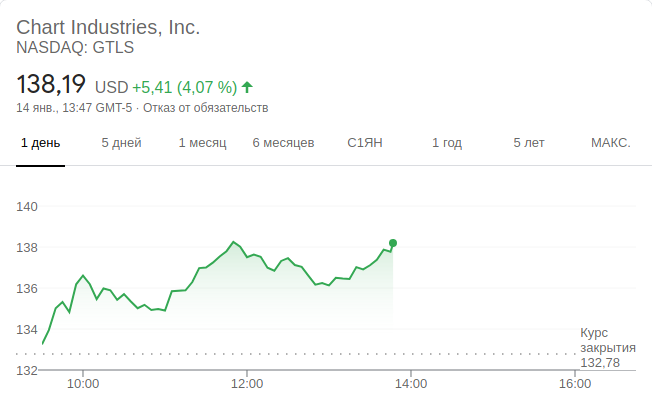 Chart Industries, Inc.
NASDAQ: GTLS
138,19 USD +5,41 (4,07 %)
14 янв., 13:47 GMT-5 · Отказ от обязательств
1 день 5 дней 1 месяц 6 месяцев С1ЯН 1 год 5 лет МАКС.
140
138
136
134
Курс
закрытия
132,78
132
10:00 12:00 14:00 16:00